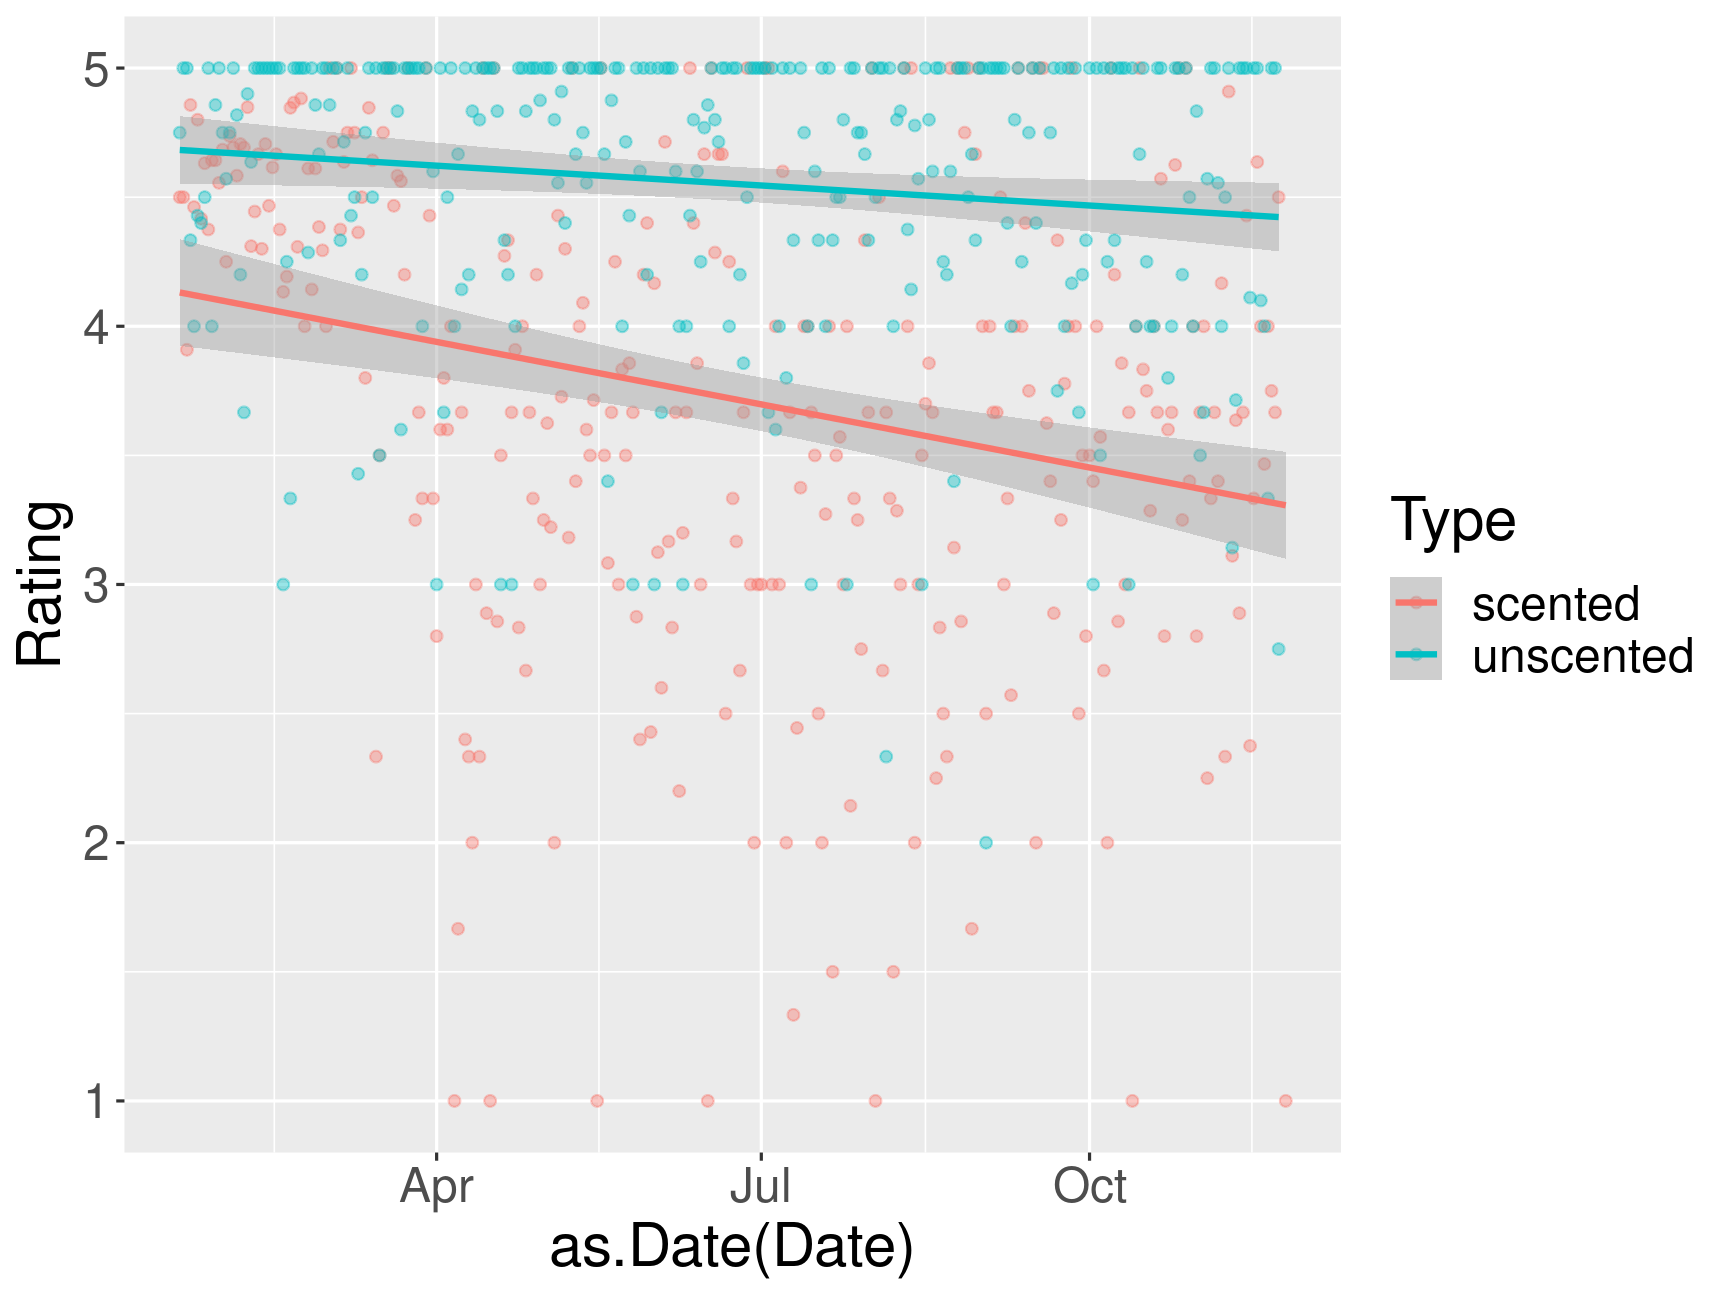 5
4
3
2
1
Rating
Apr Jul Oct
as.Date(Date)
Type
scented
unscented